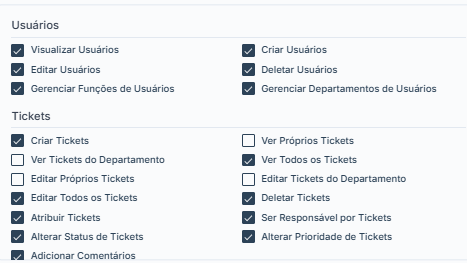 Usuários
Visualizar Usuários
Criar Usuários
Editar Usuários
Deletar Usuários
Gerenciar Funções de Usuários
Gerenciar Departamentos de Usuários
Tickets
Criar Tickets
Ver Próprios Tickets
Ver Tickets do Departamento
Ver Todos os Tickets
Editar Próprios Tickets
Editar Tickets do Departamento
Editar Todos os Tickets
Deletar Tickets
Atribuir Tickets
Ser Responsável por Tickets
Alterar Status de Tickets
Alterar Prioridade de Tickets
Adicionar Comentários